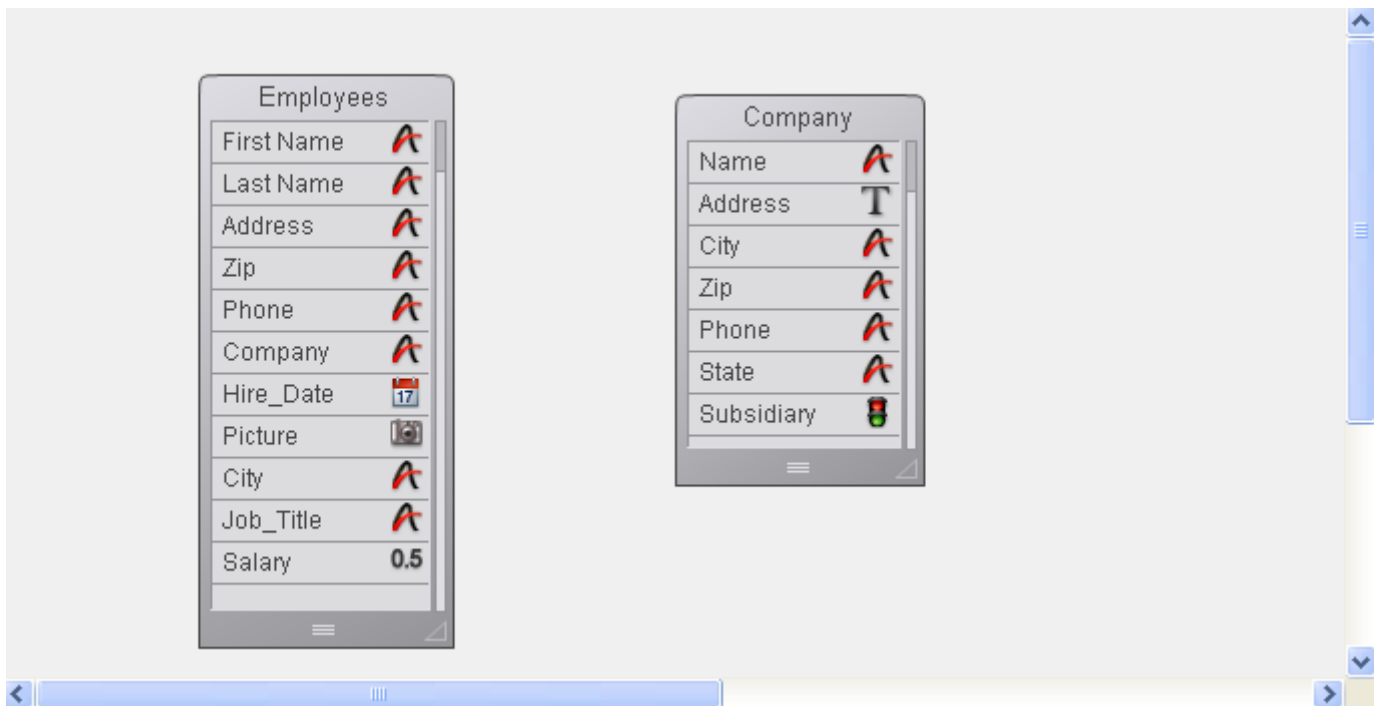 Employees
First Name
Last Name
Address
Zip
Phone
Company
Hire_Date
17
Picture
City
Job_Title
Salary 0.5
Company
Name
Address T
City
Zip
Phone
State
Subsidiary